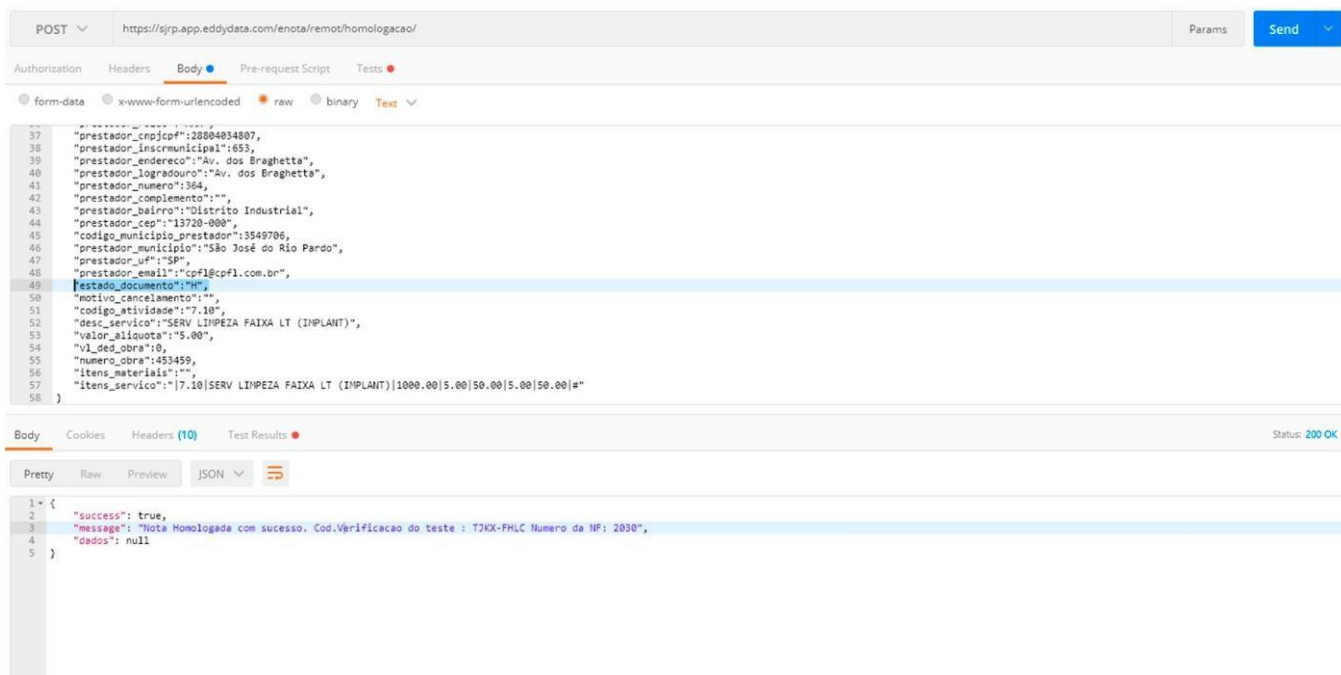 POST https://sjrp.app.eddydata.com/enota/remot/homologacao/ Params Send
Authorization Headers Body Pre-request Script Tests
form-data x-www-form-urlencoded raw binary Text
37 "prestador_cnpjcpf":28804034807,
38 "prestador_inscrmunicipal":653,
39 "prestador_endereco":"Av. dos Braghetta",
40 "prestador_logradouro":"Av. dos Braghetta",
41 "prestador_numero":364,
42 "prestador_complemento":"",
43 "prestador_bairro":"Distrito Industrial",
44 "prestador_cep":"13720-000",
45 "codigo_municipio_prestador":3549706,
46 "prestador_municipio":"São José do Rio Pardo",
47 "prestador_uf":"SP",
48 "prestador_email":"cpfl@cpfl.com.br",
49 "estado_documento":"H",
50 "motivo_cancelamento":"",
51 "codigo_atividade":"7.10",
52 "desc_servico":"SERV LIMPEZA FAIXA LT (IMPLANT)",
53 "valor_aliquota":"5.00",
54 "vl_ded_obra":0,
55 "numero_obra":453459,
56 "itens_materiais":"",
57 "itens_servico":"|7.10|SERV LIMPEZA FAIXA LT (IMPLANT)|1000.00|5.00|50.00|5.00|50.00|#"
58 }
Body Cookies Headers (10) Test Results Status: 200 OK
Pretty Raw Preview JSON
1 {
2 "success": true,
3 "message": "Nota Homologada com sucesso. Cod.Verificacao do teste : TJKX-FHLC Numero da NF: 2030",
4 "dados": null
5 }